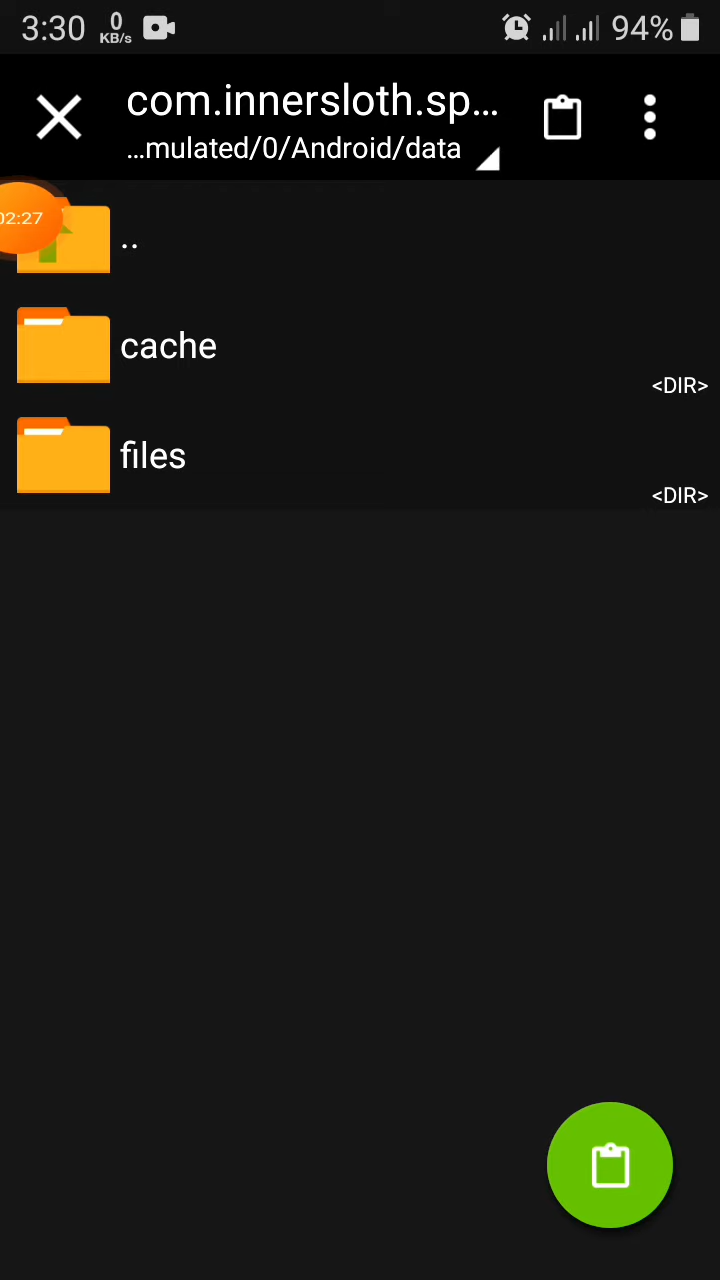 3:30 0 KB/s 94%
com.innersloth.sp...
...mulated/0/Android/data
02:27
..
cache
<DIR>
files
<DIR>